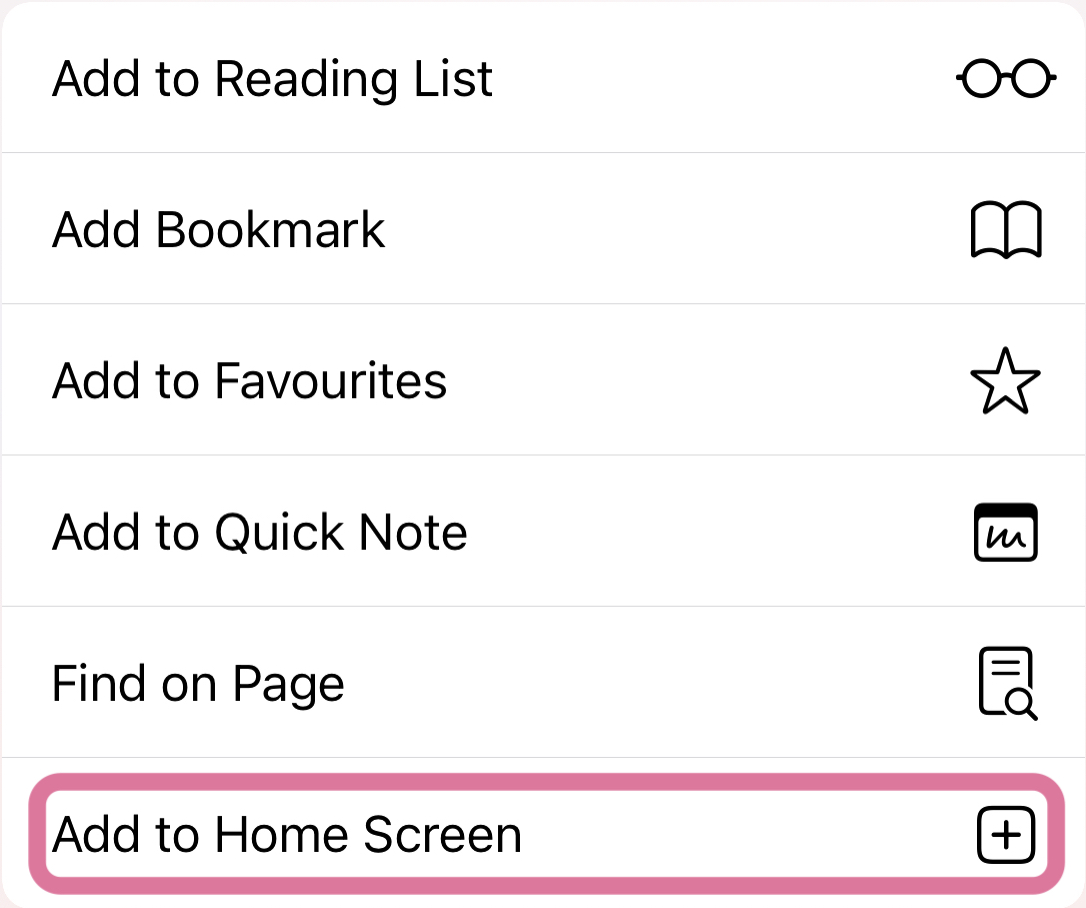 Add to Reading List
Add Bookmark
Add to Favourites
Add to Quick Note
Find on Page
Add to Home Screen